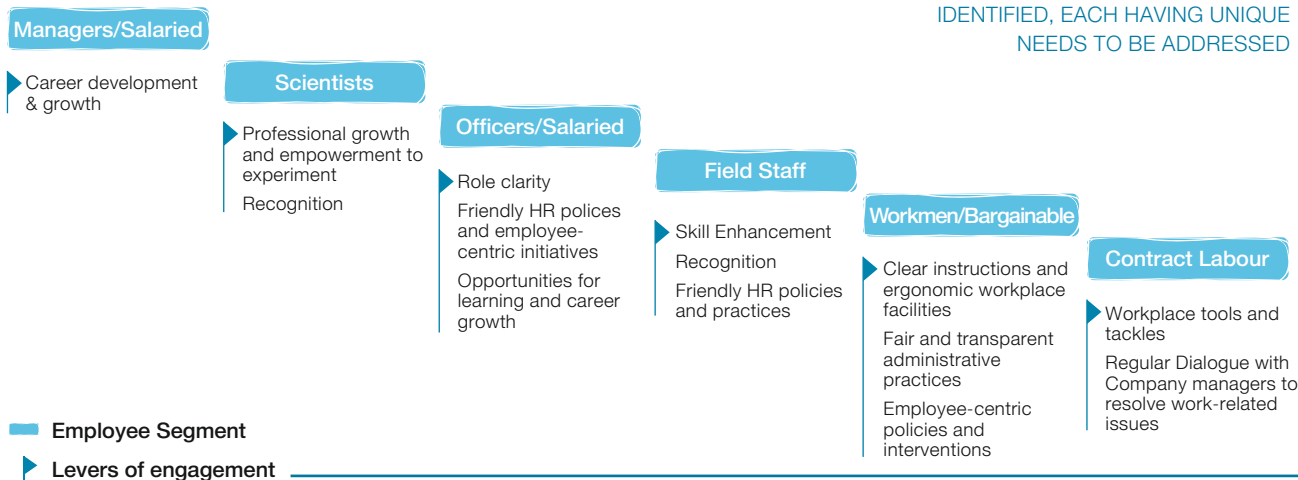 IDENTIFIED, EACH HAVING UNIQUE
NEEDS TO BE ADDRESSED
Managers/Salaried
Career development
& growth
Scientists
Professional growth
and empowerment to
experiment
Recognition
Officers/Salaried
Role clarity
Friendly HR polices
and employee-
centric initiatives
Opportunities for
learning and career
growth
Field Staff
Skill Enhancement
Recognition
Friendly HR policies
and practices
Workmen/Bargainable
Clear instructions and
ergonomic workplace
facilities
Fair and transparent
administrative
practices
Employee-centric
policies and
interventions
Contract Labour
Workplace tools and
tackles
Regular Dialogue with
Company managers to
resolve work-related
issues
Employee Segment
Levers of engagement